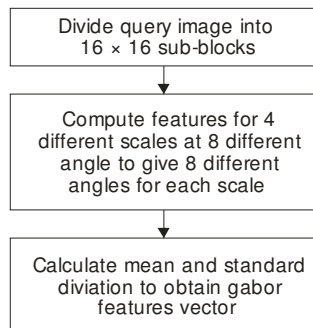 Divide query image into
16 × 16 sub-blocks
Compute features for 4
different scales at 8 different
angle to give 8 different
angles for each scale
Calculate mean and standard
diviation to obtain gabor
features vector